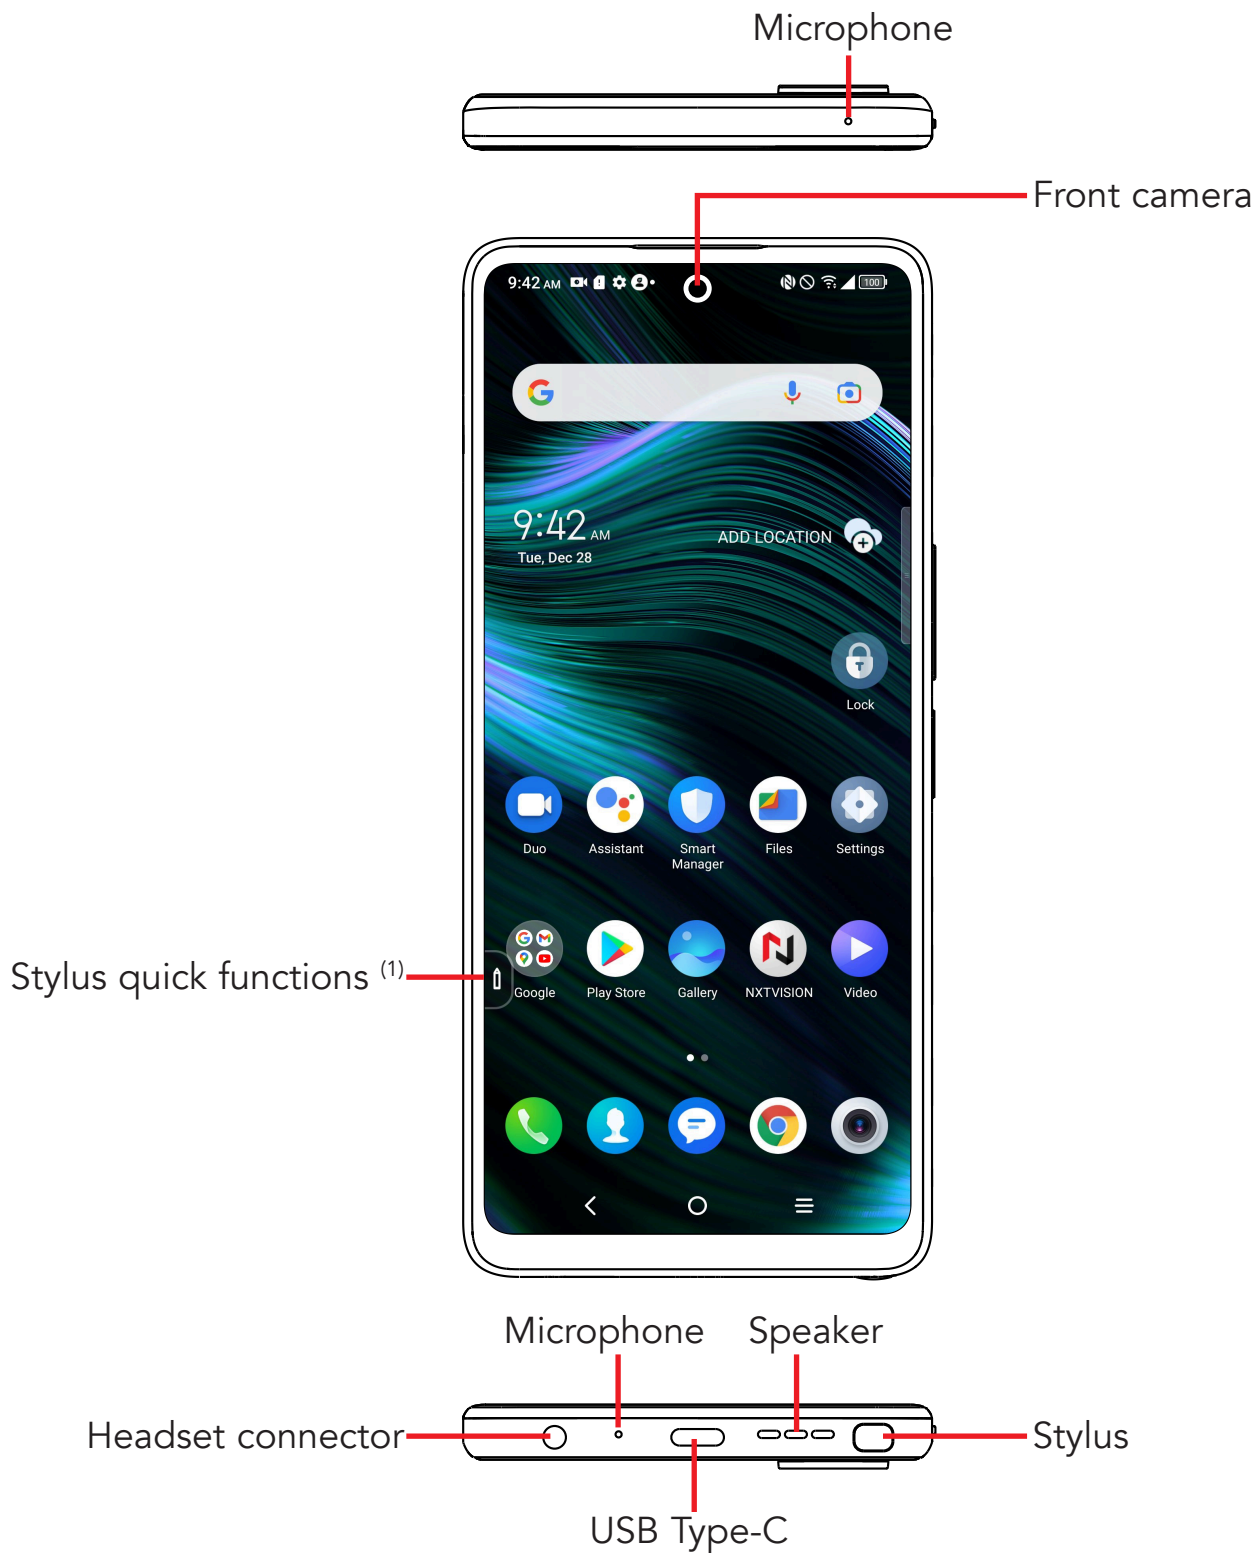 Microphone
Front camera
9:42 AM
100
9:42 AM
Tue, Dec 28
ADD LOCATION
Lock
Duo
Assistant
Smart
Manager
Files
Settings
Stylus quick functions (1)
Google
Play Store
Gallery
NXTVISION
Video
Microphone
Speaker
Headset connector
Stylus
USB Type-C